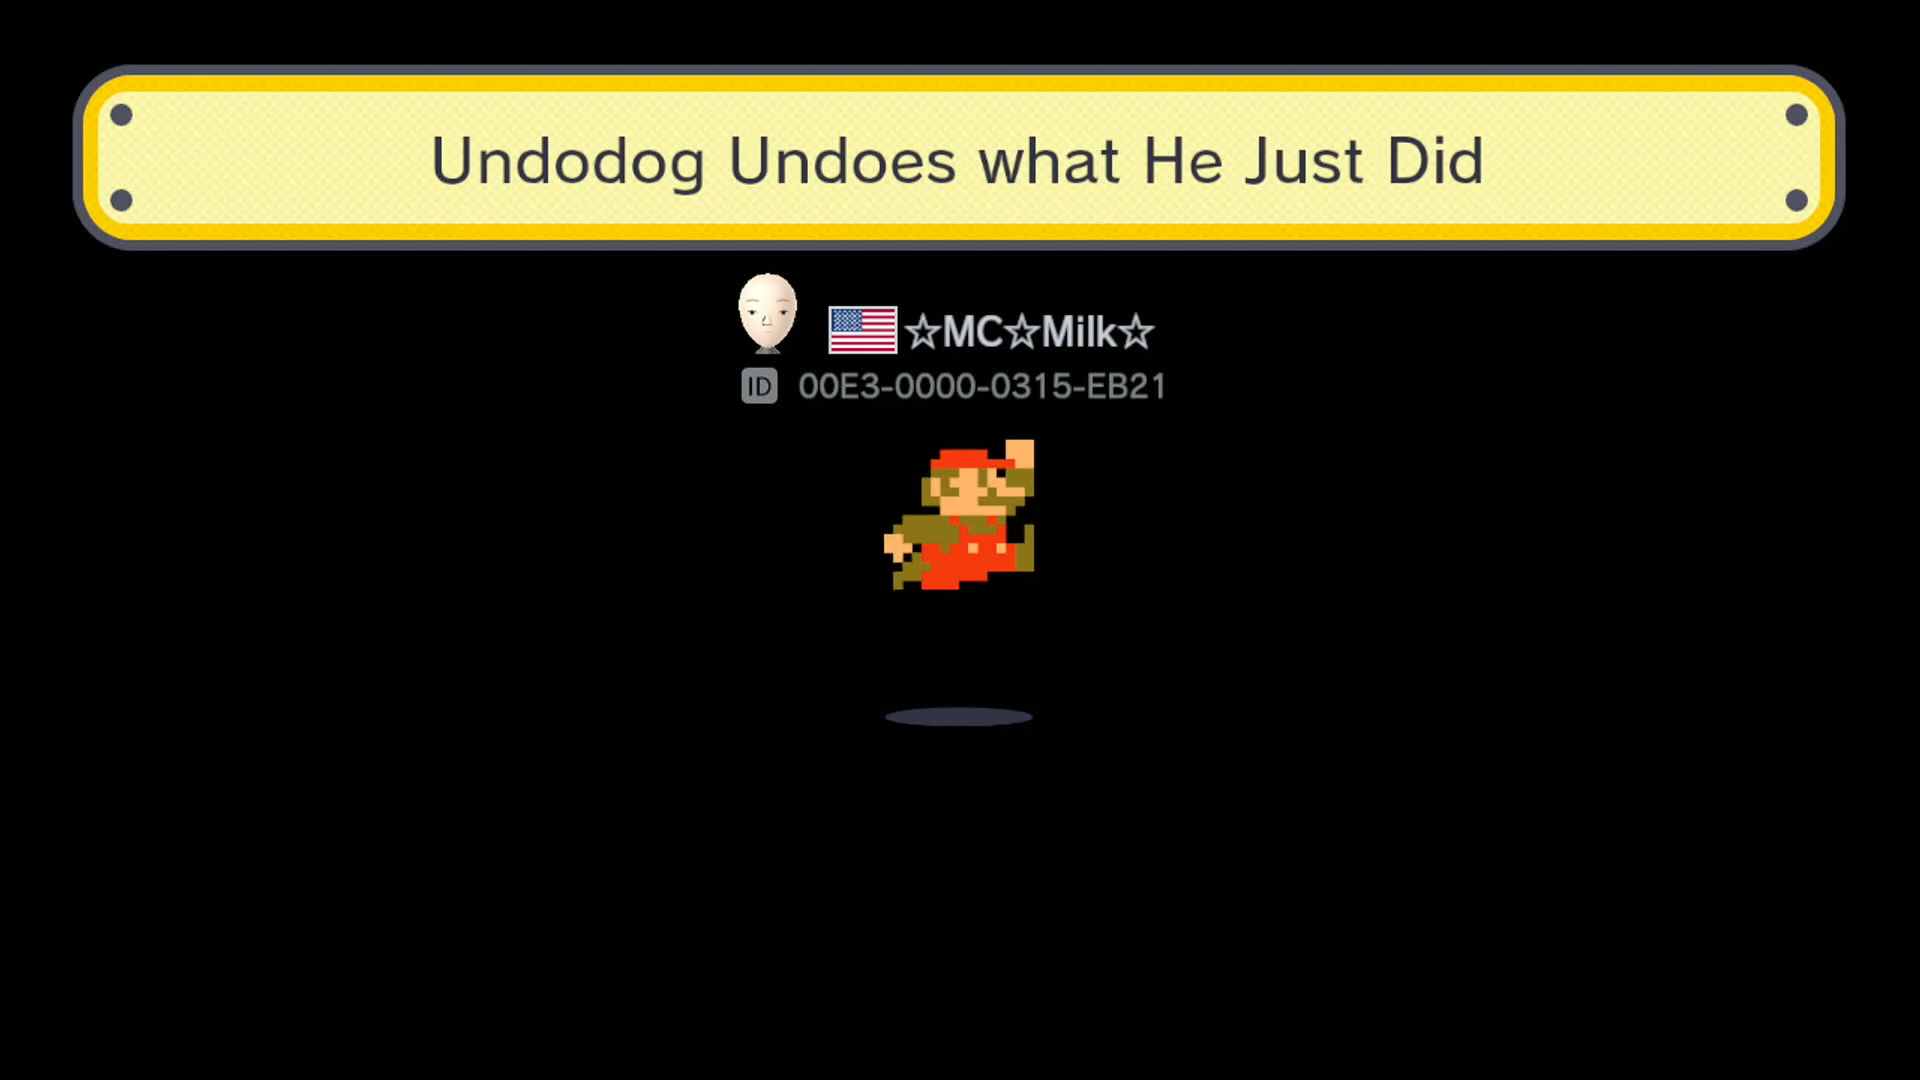 Undodog Undoes what He Just Did
☆MC☆Milk☆
ID 00E3-0000-0315-EB21